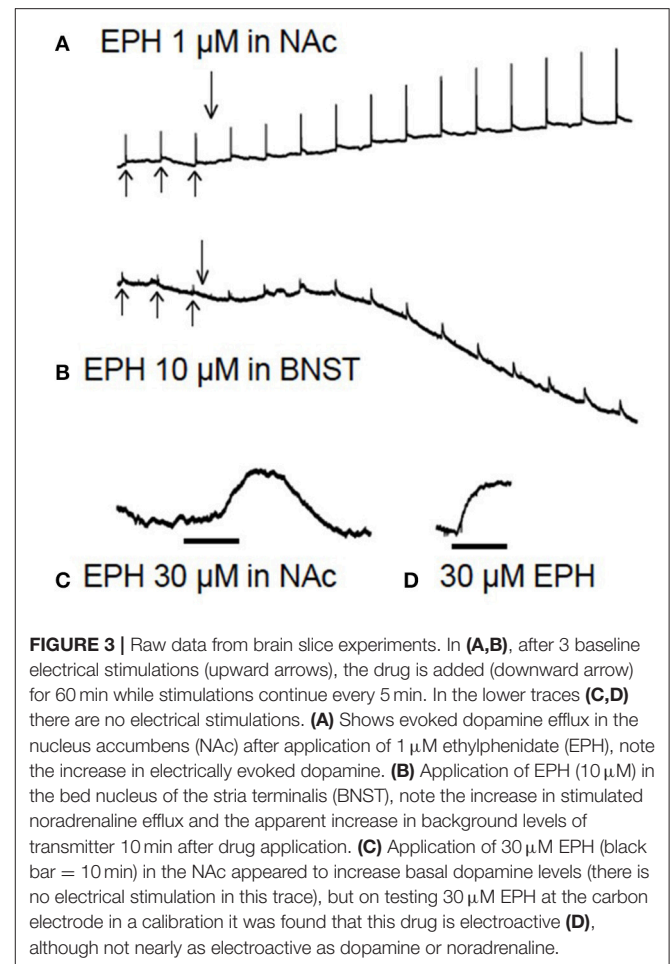 A EPH 1 µM in NAc
B EPH 10 µM in BNST
C EPH 30 µM in NAc D 30 µM EPH
FIGURE 3 | Raw data from brain slice experiments. In (A,B), after 3 baseline
electrical stimulations (upward arrows), the drug is added (downward arrow)
for 60 min while stimulations continue every 5 min. In the lower traces (C,D)
there are no electrical stimulations. (A) Shows evoked dopamine efflux in the
nucleus accumbens (NAc) after application of 1 µM ethylphenidate (EPH), note
the increase in electrically evoked dopamine. (B) Application of EPH (10 µM) in
the bed nucleus of the stria terminalis (BNST), note the increase in stimulated
noradrenaline efflux and the apparent increase in background levels of
transmitter 10 min after drug application. (C) Application of 30 µM EPH (black
bar = 10 min) in the NAc appeared to increase basal dopamine levels (there is
no electrical stimulation in this trace), but on testing 30 µM EPH at the carbon
electrode in a calibration it was found that this drug is electroactive (D),
although not nearly as electroactive as dopamine or noradrenaline.